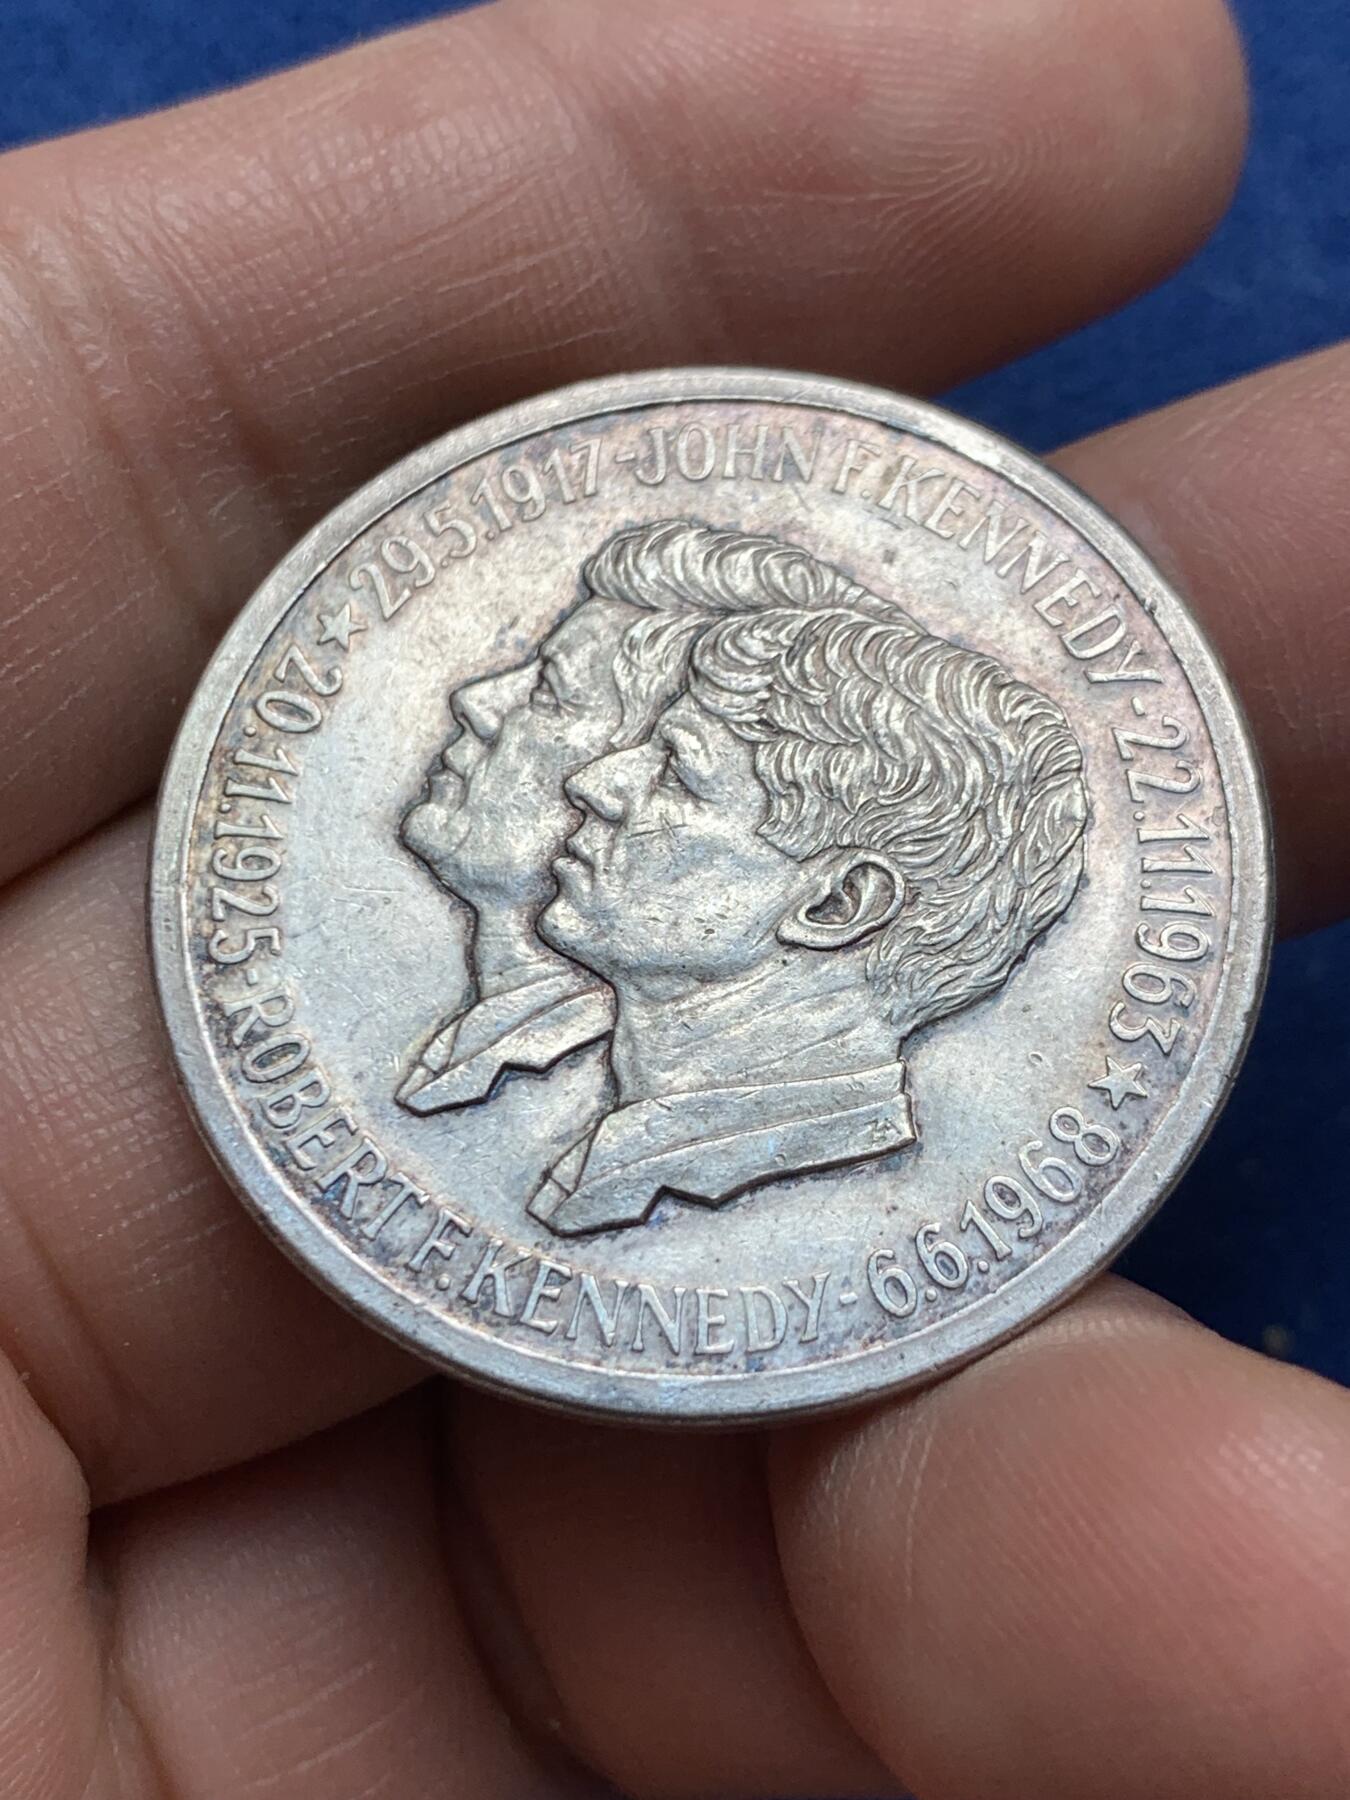 29.5.1917-JOHN F. KENNEDY-22.11.1963
20.11.1925-ROBERT F. KENNEDY-6.6.1968